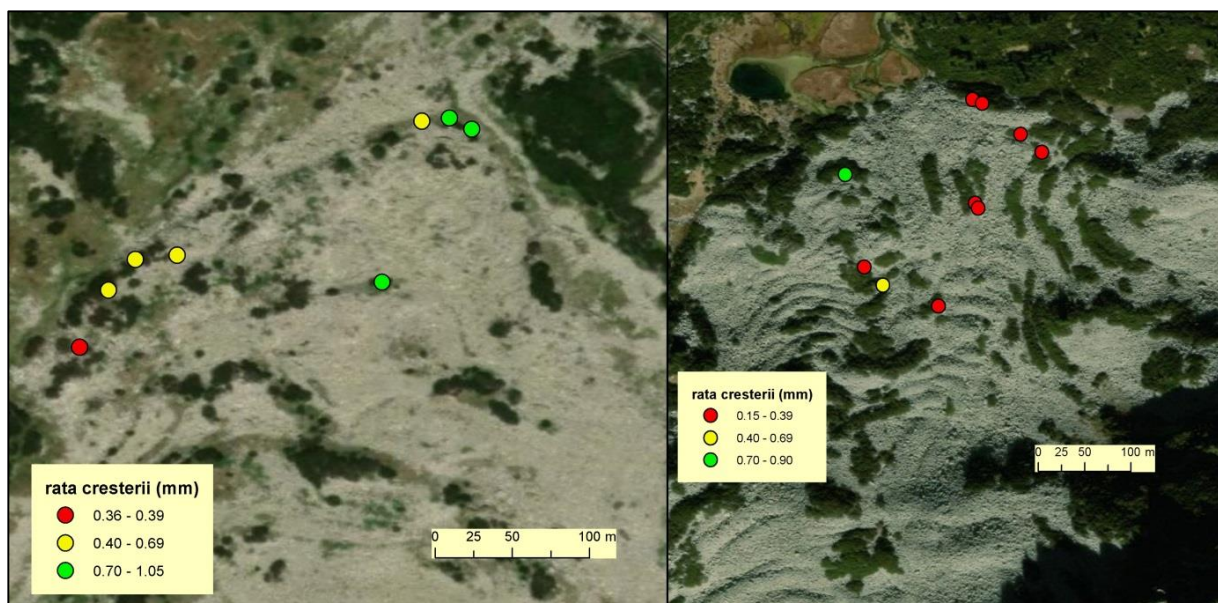 rata cresterii (mm)
0.36 - 0.39
0.40 - 0.69
0.70 - 1.05
0 25 50 100 m
rata cresterii (mm)
0.15 - 0.39
0.40 - 0.69
0.70 - 0.90
0 25 50 100 m